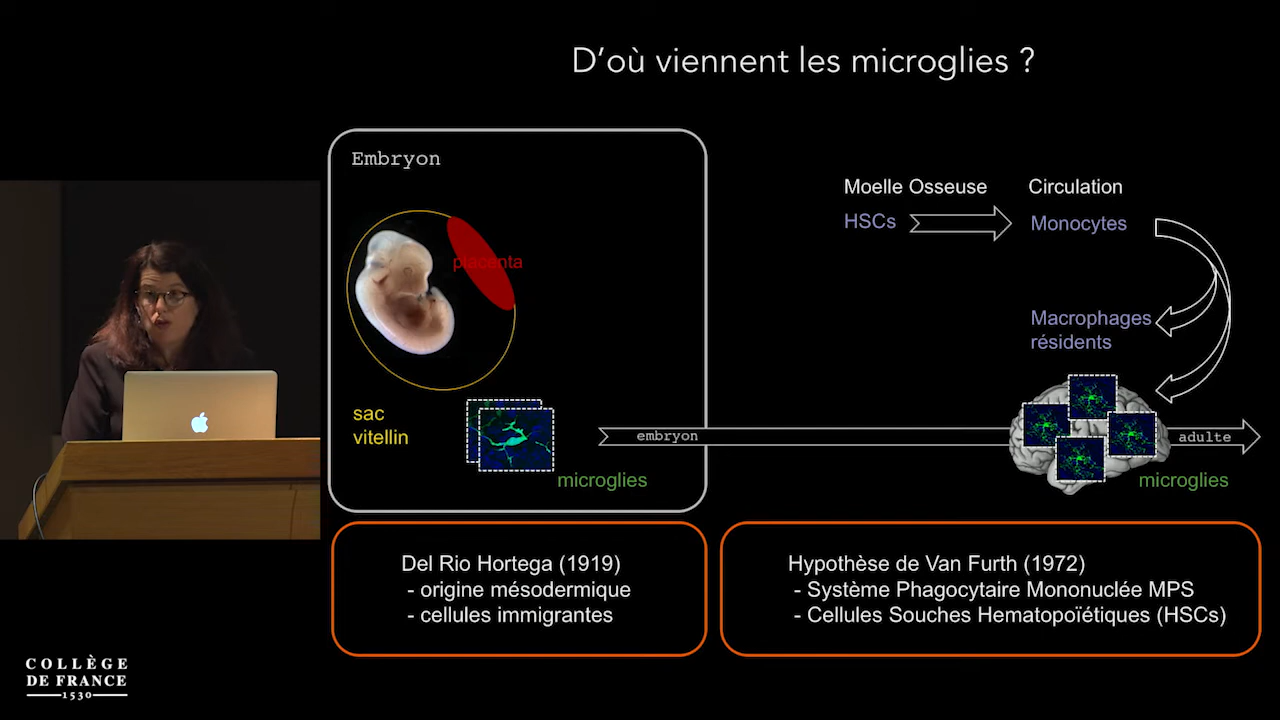 D'où viennent les microglies ?
Embryon
placenta
sac
vitellin
microglies
embryon
Moelle Osseuse
HSCs
Circulation
Monocytes
Macrophages
résidents
adulte
microglies
Del Rio Hortega (1919)
- origine mésodermique
- cellules immigrantes
Hypothèse de Van Furth (1972)
- Système Phagocytaire Mononuclée MPS
- Cellules Souches Hematopoïétiques (HSCs)
COLLÈGE
DE FRANCE
1530